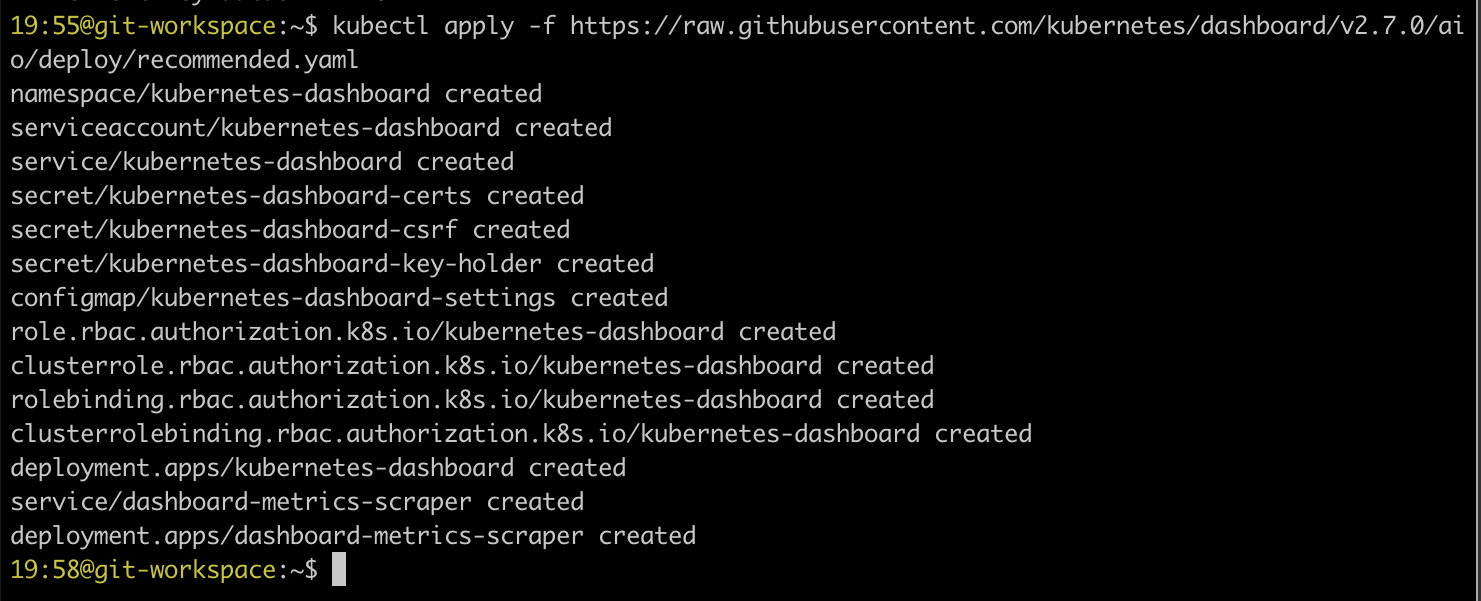 19:55@git-workspace:~$ kubectl apply -f https://raw.githubusercontent.com/kubernetes/dashboard/v2.7.0/ai
o/deploy/recommended.yaml
namespace/kubernetes-dashboard created
serviceaccount/kubernetes-dashboard created
service/kubernetes-dashboard created
secret/kubernetes-dashboard-certs created
secret/kubernetes-dashboard-csrf created
secret/kubernetes-dashboard-key-holder created
configmap/kubernetes-dashboard-settings created
role.rbac.authorization.k8s.io/kubernetes-dashboard created
clusterrole.rbac.authorization.k8s.io/kubernetes-dashboard created
rolebinding.rbac.authorization.k8s.io/kubernetes-dashboard created
clusterrolebinding.rbac.authorization.k8s.io/kubernetes-dashboard created
deployment.apps/kubernetes-dashboard created
service/dashboard-metrics-scraper created
deployment.apps/dashboard-metrics-scraper created
19:58@git-workspace:~$